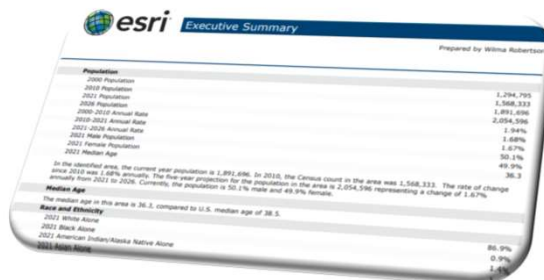 esri Executive Summary
Prepared by Wilma Robertson
Population
2000 Population 1,294,795
2010 Population 1,568,333
2021 Population 1,891,696
2026 Population 2,054,596
2000-2010 Annual Rate 1.94%
2010-2021 Annual Rate 1.68%
2021-2026 Annual Rate 1.67%
2021 Male Population 50.1%
2021 Female Population 49.9%
2021 Median Age 36.3
In the identified area, the current year population is 1,891,696. In 2010, the Census count in the area was 1,568,333. The rate of change
since 2010 was 1.68% annually. The five-year projection for the population in the area is 2,054,596 representing a change of 1.67%
annually from 2021 to 2026. Currently, the population is 50.1% male and 49.9% female.
Median Age
The median age in this area is 36.3, compared to U.S. median age of 38.5.
Race and Ethnicity
2021 White Alone 86.9%
2021 Black Alone 0.9%
2021 American Indian/Alaska Native Alone 1.4%
2021 Asian Alone